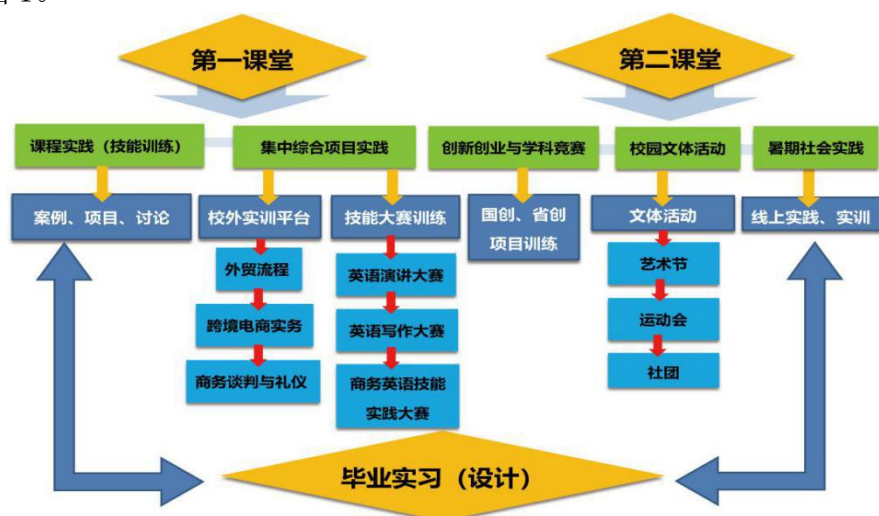 第一课堂
第二课堂
课程实践（技能训练）
集中综合项目实践
创新创业与学科竞赛
校园文体活动
暑期社会实践
案例、项目、讨论
校外实训平台
技能大赛训练
国创、省创
项目训练
文体活动
线上实践、实训
外贸流程
跨境电商实务
商务谈判与礼仪
英语演讲大赛
英语写作大赛
商务英语技能
实践大赛
艺术节
运动会
社团
毕业实习（设计）